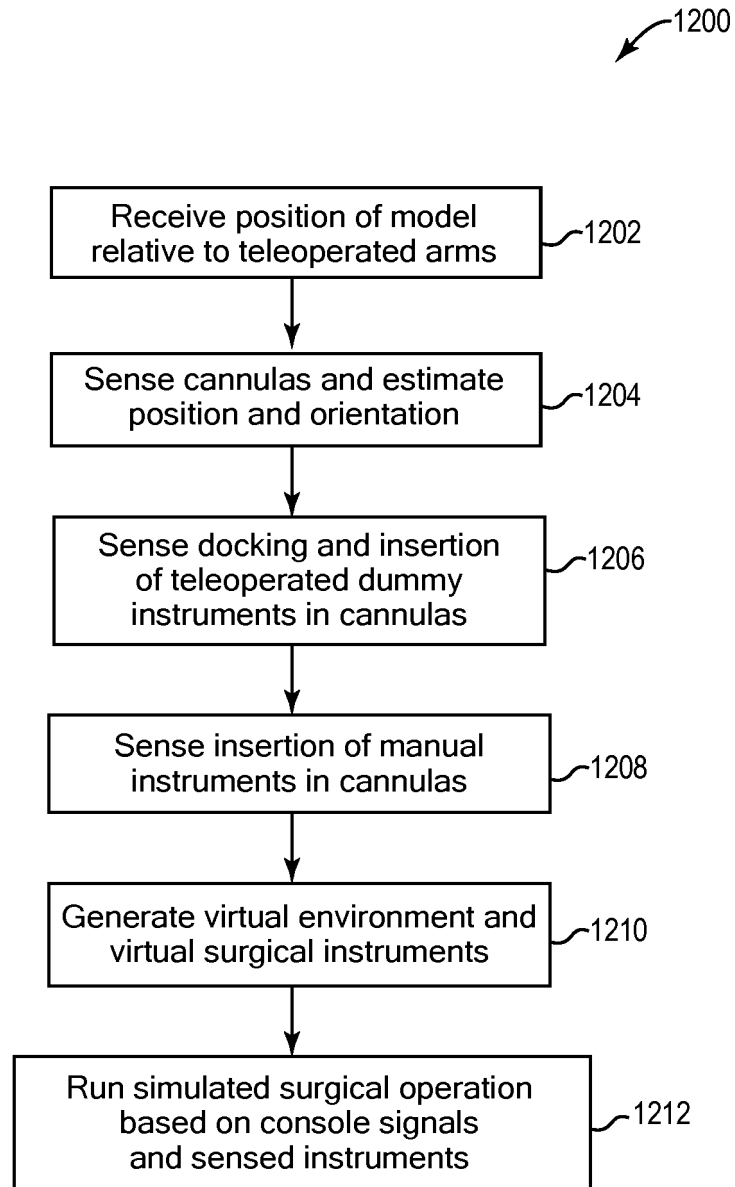 1200
Receive position of model
relative to teleoperated arms
1202
Sense cannulas and estimate
position and orientation
1204
Sense docking and insertion
of teleoperated dummy
instruments in cannulas
1206
Sense insertion of manual
instruments in cannulas
1208
Generate virtual environment and
virtual surgical instruments
1210
Run simulated surgical operation
based on console signals
and sensed instruments
1212